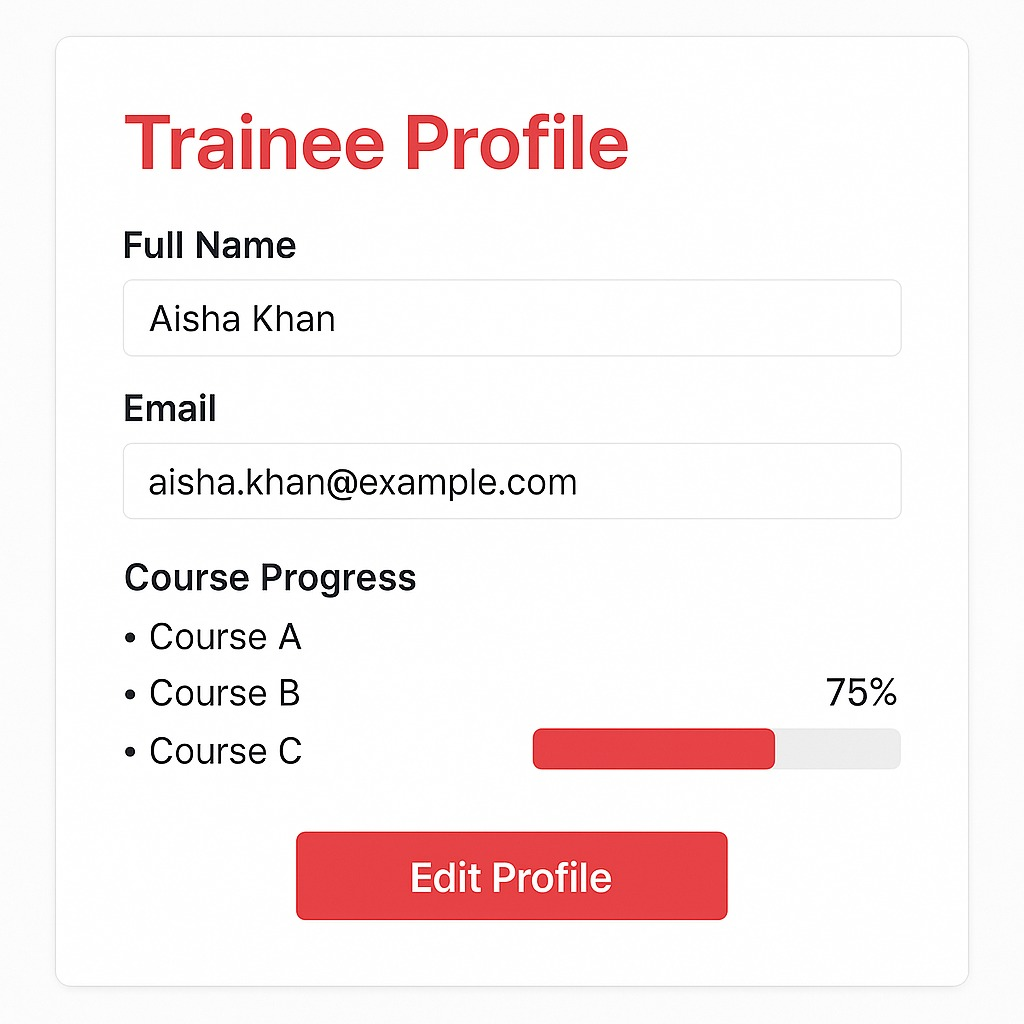 Trainee Profile
Full Name
Aisha Khan
Email
aisha.khan@example.com
Course Progress
• Course A
• Course B 75%
• Course C
Edit Profile